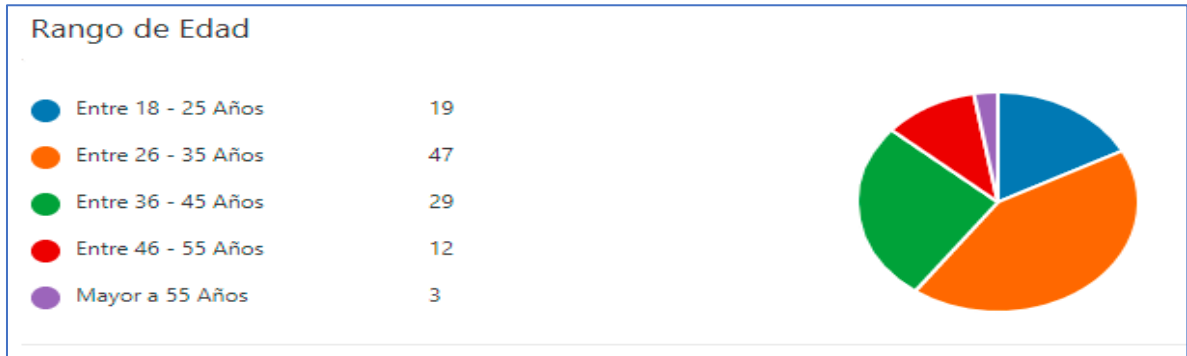 Rango de Edad
Entre 18 - 25 Años 19
Entre 26 - 35 Años 47
Entre 36 - 45 Años 29
Entre 46 - 55 Años 12
Mayor a 55 Años 3